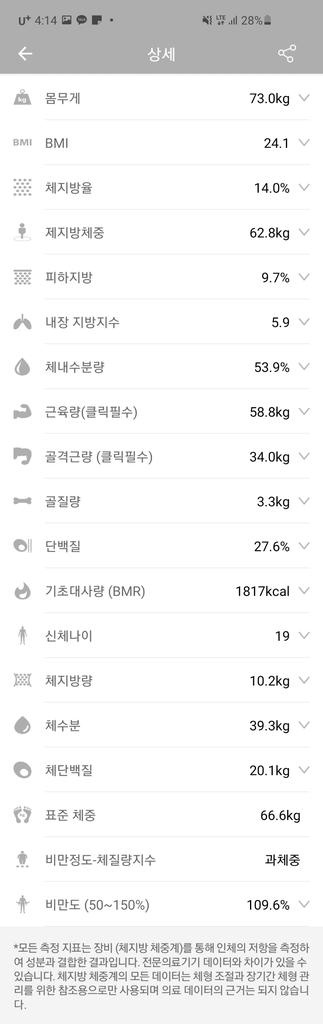 U+ 4:14 LTE 28%
상세
kg 몸무게 73.0kg
BMI BMI 24.1
체지방율 14.0%
제지방체중 62.8kg
피하지방 9.7%
내장 지방지수 5.9
체내수분량 53.9%
근육량(클릭필수) 58.8kg
골격근량 (클릭필수) 34.0kg
골질량 3.3kg
단백질 27.6%
기초대사량 (BMR) 1817kcal
신체나이 19
체지방량 10.2kg
체수분 39.3kg
체단백질 20.1kg
표준 체중 66.6kg
비만정도-체질량지수 과체중
비만도 (50~150%) 109.6%
*모든 측정 지표는 장비 (체지방 체중계)를 통해 인체의 저항을 측정하
여 성분과 결합한 결과입니다. 전문의료기기 데이터와 차이가 있을 수
있습니다. 체지방 체중계의 모든 데이터는 체형 조절과 장기간 체형 관
리를 위한 참조용으로만 사용되며 의료 데이터의 근거는 되지 않습니
다.